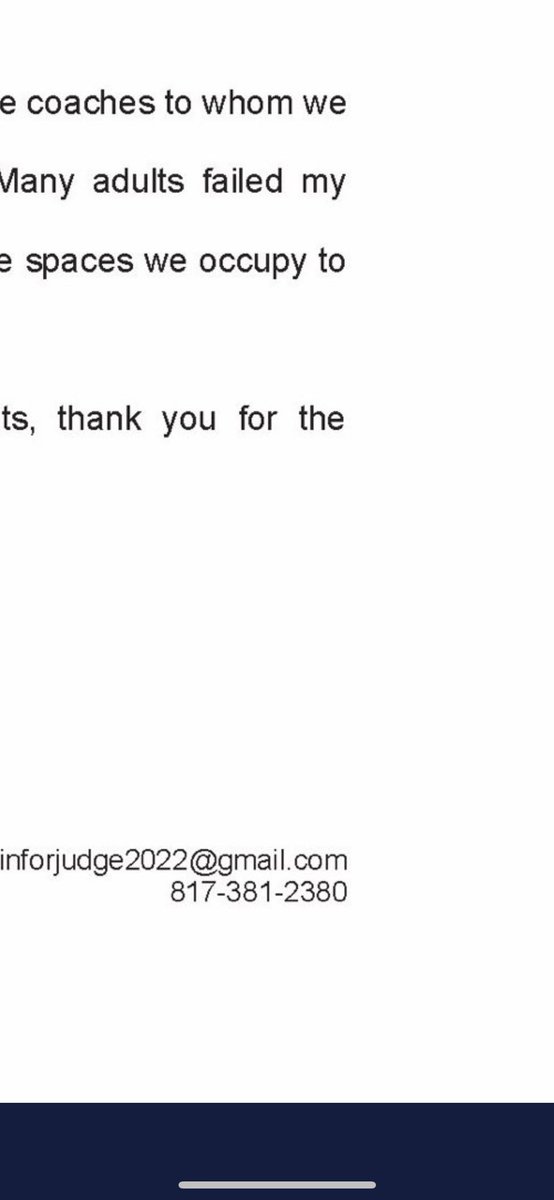 e coaches to whom we
Many adults failed my
e spaces we occupy to
ts, thank you for the
inforjudge2022@gmail.com
817-381-2380